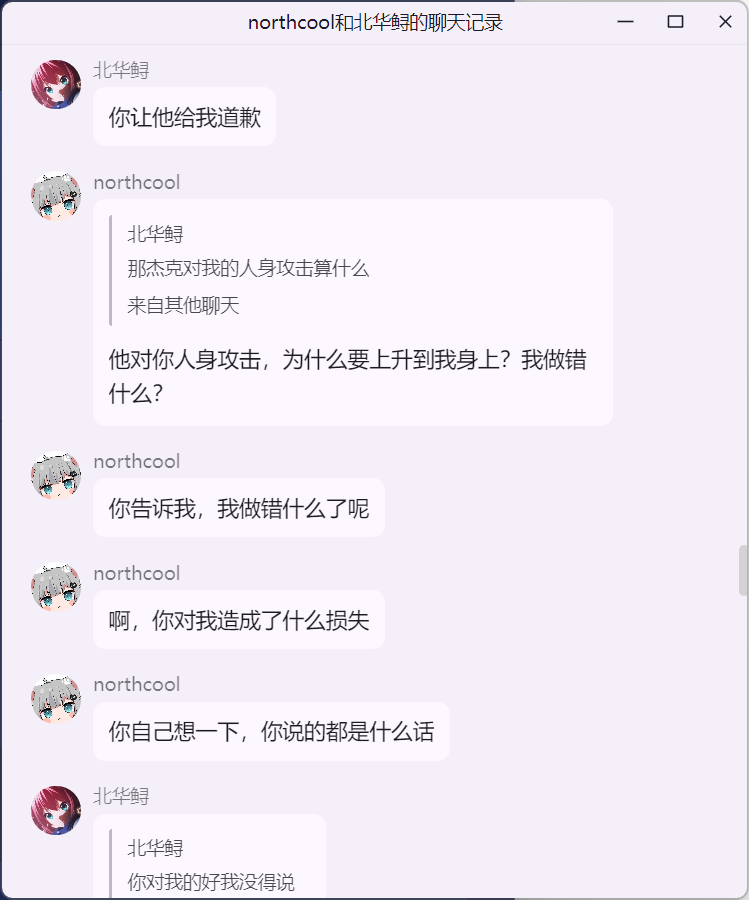 northcool和北华鲟的聊天记录
北华鲟
你让他给我道歉
northcool
北华鲟
那杰克对我的人身攻击算什么
来自其他聊天
他对你人身攻击，为什么要上升到我身上？我做错
什么？
northcool
你告诉我，我做错什么了呢
northcool
啊，你对我造成了什么损失
northcool
你自己想一下，你说的都是什么话
北华鲟
北华鲟
你对我的好我没得说